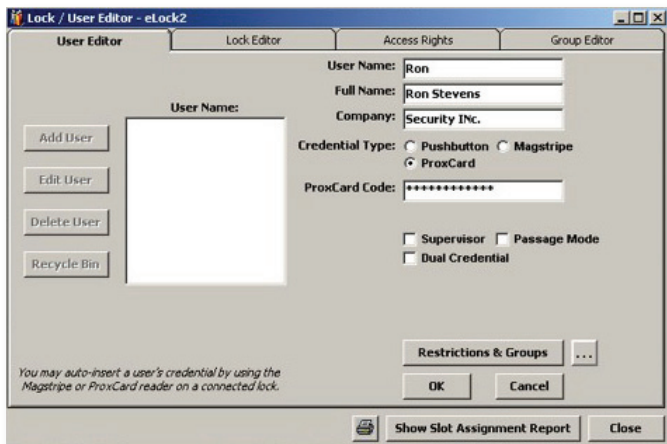 Lock / User Editor - eLock2
User Editor
Lock Editor
Access Rights
Group Editor
User Name: Ron
Full Name: Ron Stevens
User Name:
Company: Security INc.
Add User
Credential Type: Pushbutton Magstripe
ProxCard
Edit User
ProxCard Code: ************
Delete User
Supervisor Passage Mode
Dual Credential
Recycle Bin
Restrictions & Groups ...
You may auto-insert a user's credential by using the
Magstripe or ProxCard reader on a connected lock.
OK Cancel
Show Slot Assignment Report Close